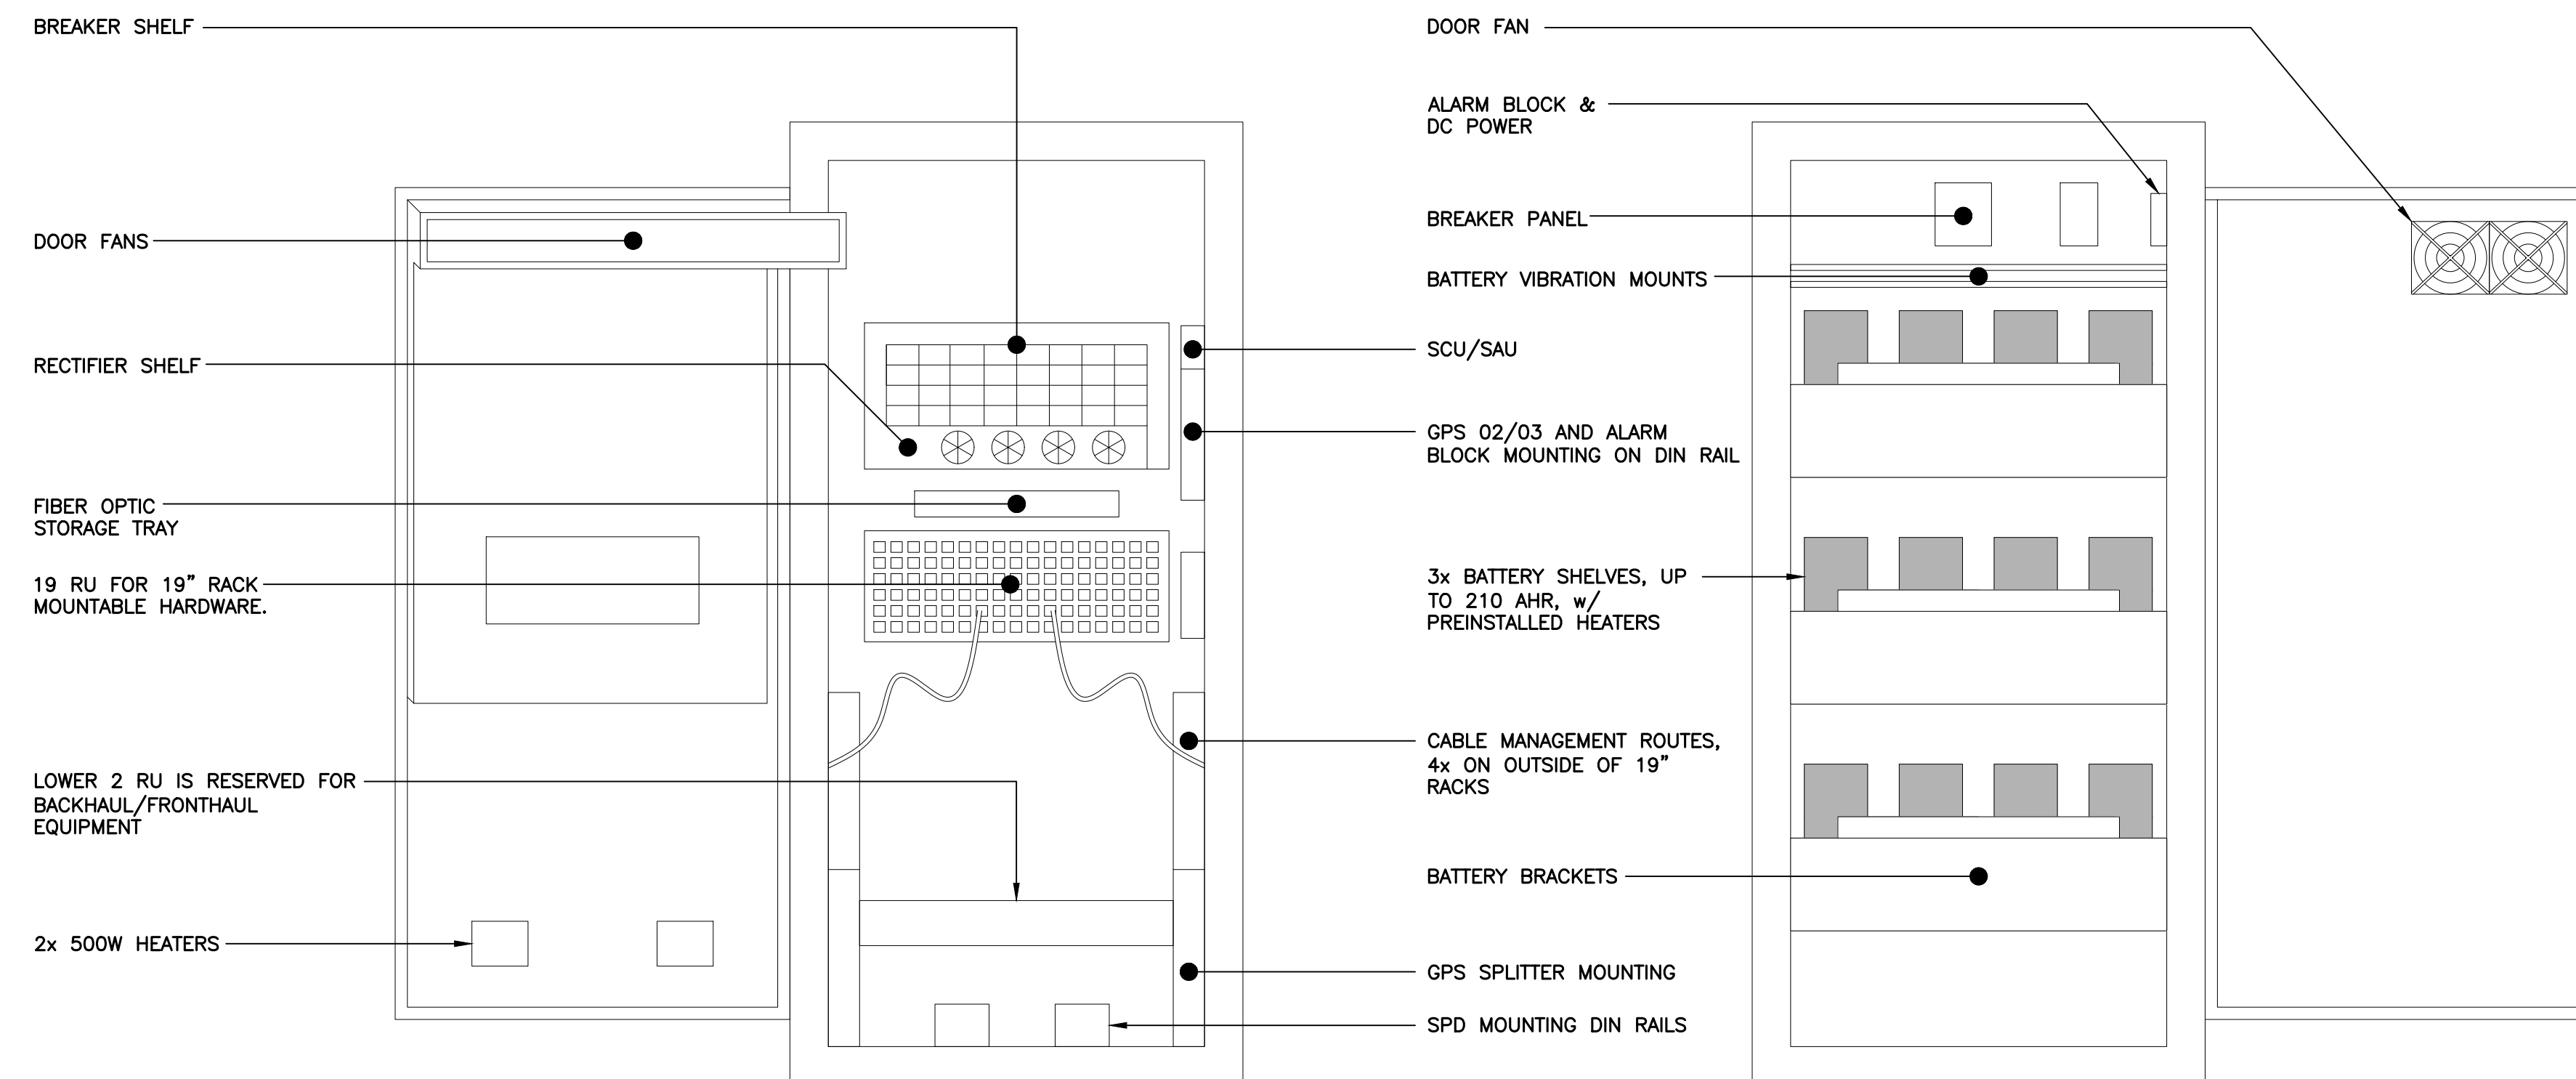 BREAKER SHELF
DOOR FANS
RECTIFIER SHELF
FIBER OPTIC
STORAGE TRAY
19 RU FOR 19" RACK
MOUNTABLE HARDWARE.
LOWER 2 RU IS RESERVED FOR
BACKHAUL/FRONTHAUL
EQUIPMENT
2x 500W HEATERS
DOOR FAN
ALARM BLOCK &
DC POWER
BREAKER PANEL
BATTERY VIBRATION MOUNTS
SCU/SAU
GPS 02/03 AND ALARM
BLOCK MOUNTING ON DIN RAIL
3x BATTERY SHELVES, UP
TO 210 AHR, w/
PREINSTALLED HEATERS
CABLE MANAGEMENT ROUTES,
4x ON OUTSIDE OF 19"
RACKS
BATTERY BRACKETS
GPS SPLITTER MOUNTING
SPD MOUNTING DIN RAILS